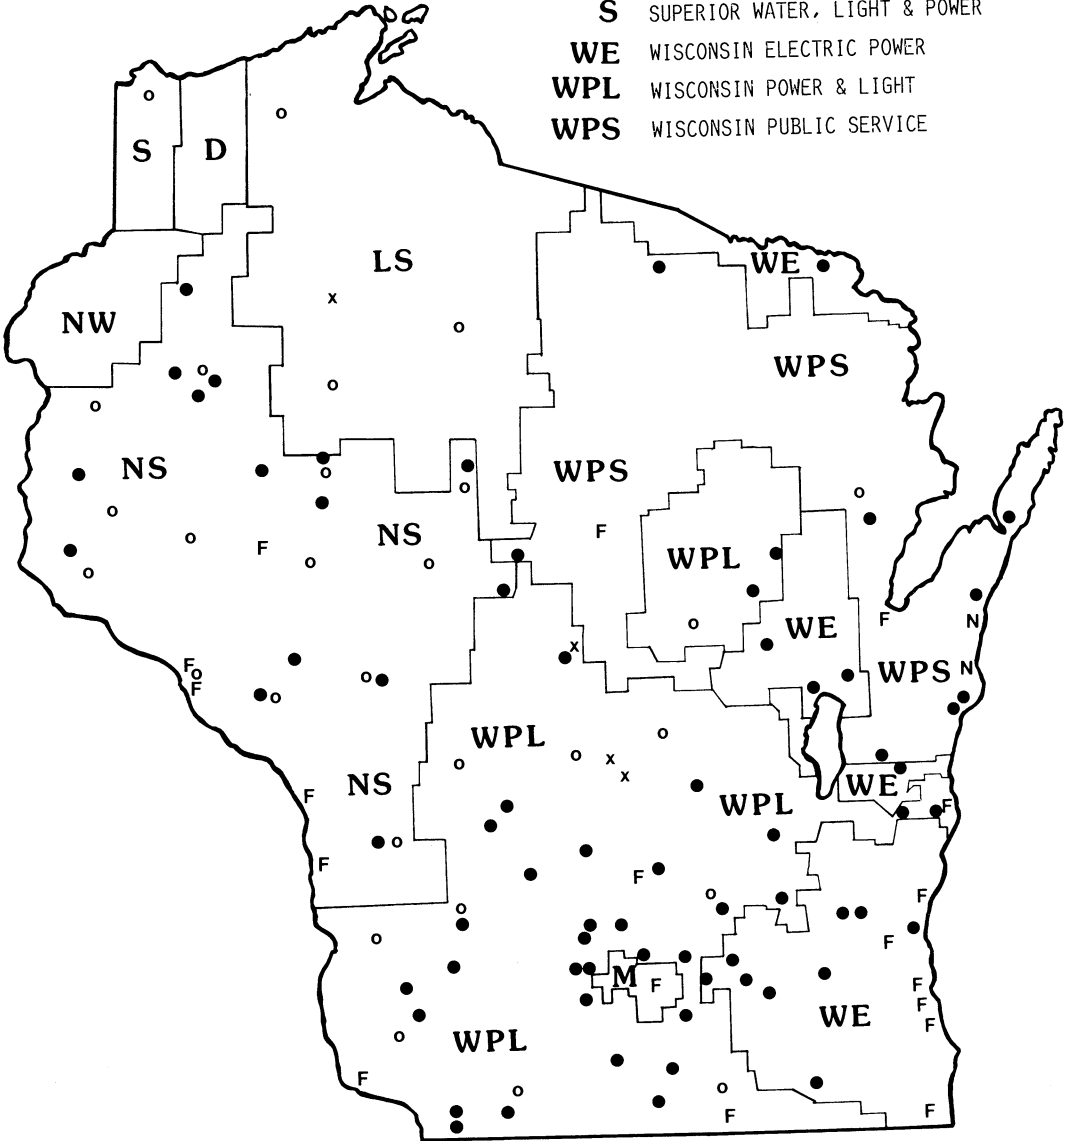 S SUPERIOR WATER, LIGHT & POWER
WE WISCONSIN ELECTRIC POWER
WPL WISCONSIN POWER & LIGHT
WPS WISCONSIN PUBLIC SERVICE
o
o
S D
LS
WE
x
NW
o
WPS
o
o
o
NS
WPS
o
o
o
o
F
o
NS
F
o
o
WPL
o
o
WE
F
N
x
F
o
F
o
o
WPS N
WPL
o
o
o
x
x
NS
WE
F
WPL
F
o
F
F
o
F
o
o
F
M
F
F
F
F
WE
WPL
o
F
o
o
F
F